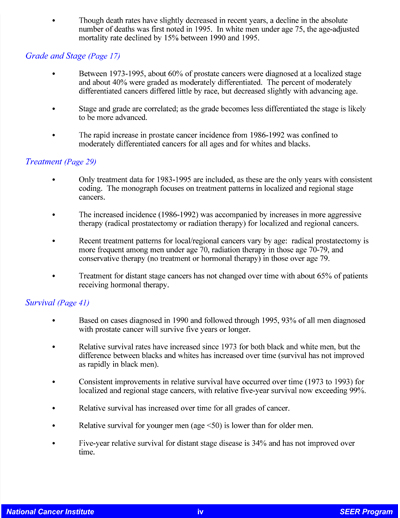 • Though death rates have slightly decreased in recent years, a decline in the absolute
number of deaths was first noted in 1995. In white men under age 75, the age-adjusted
mortality rate declined by 15% between 1990 and 1995.
Grade and Stage (Page 17)
• Between 1973-1995, about 60% of prostate cancers were diagnosed at a localized stage
and about 40% were graded as moderately differentiated. The percent of moderately
differentiated cancers differed little by race, but decreased slightly with advancing age.
• Stage and grade are correlated; as the grade becomes less differentiated the stage is likely
to be more advanced.
• The rapid increase in prostate cancer incidence from 1986-1992 was confined to
moderately differentiated cancers for all ages and for whites and blacks.
Treatment (Page 29)
• Only treatment data for 1983-1995 are included, as these are the only years with consistent
coding. The monograph focuses on treatment patterns in localized and regional stage
cancers.
• The increased incidence (1986-1992) was accompanied by increases in more aggressive
therapy (radical prostatectomy or radiation therapy) for localized and regional cancers.
• Recent treatment patterns for local/regional cancers vary by age: radical prostatectomy is
more frequent among men under age 70, radiation therapy in those age 70-79, and
conservative therapy (no treatment or hormonal therapy) in those over age 79.
• Treatment for distant stage cancers has not changed over time with about 65% of patients
receiving hormonal therapy.
Survival (Page 41)
• Based on cases diagnosed in 1990 and followed through 1995, 93% of all men diagnosed
with prostate cancer will survive five years or longer.
• Relative survival rates have increased since 1973 for both black and white men, but the
difference between blacks and whites has increased over time (survival has not improved
as rapidly in black men).
• Consistent improvements in relative survival have occurred over time (1973 to 1993) for
localized and regional stage cancers, with relative five-year survival now exceeding 99%.
• Relative survival has increased over time for all grades of cancer.
• Relative survival for younger men (age <50) is lower than for older men.
• Five-year relative survival for distant stage disease is 34% and has not improved over
time.
National Cancer Institute iv SEER Program